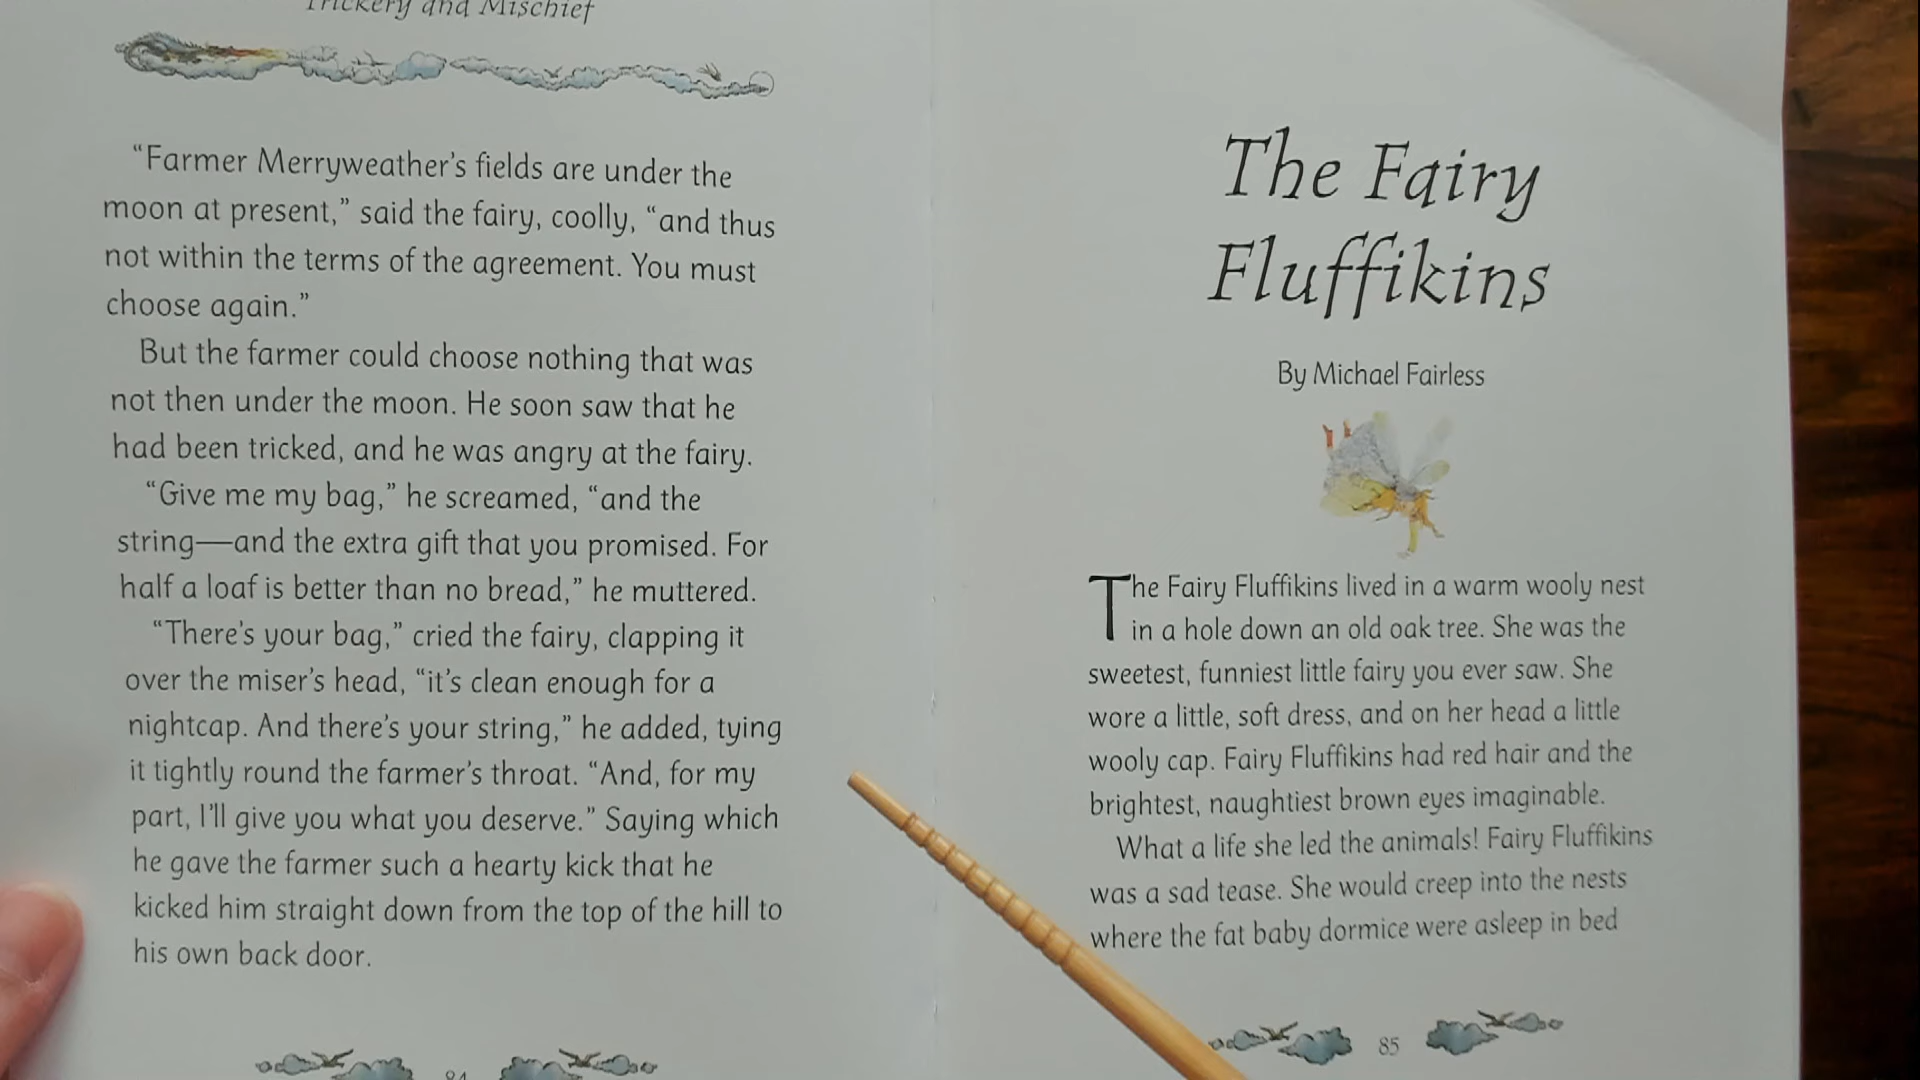 Trickery and Mischief
“Farmer Merryweather’s fields are under the
moon at present,” said the fairy, coolly, “and thus
not within the terms of the agreement. You must
choose again.”
But the farmer could choose nothing that was
not then under the moon. He soon saw that he
had been tricked, and he was angry at the fairy.
“Give me my bag,” he screamed, “and the
string—and the extra gift that you promised. For
half a loaf is better than no bread,” he muttered.
“There’s your bag,” cried the fairy, clapping it
over the miser’s head, “it’s clean enough for a
nightcap. And there’s your string,” he added, tying
it tightly round the farmer’s throat. “And, for my
part, I’ll give you what you deserve.” Saying which
he gave the farmer such a hearty kick that he
kicked him straight down from the top of the hill to
his own back door.
84
The Fairy
Fluffikins
By Michael Fairless
The Fairy Fluffikins lived in a warm wooly nest
in a hole down an old oak tree. She was the
sweetest, funniest little fairy you ever saw. She
wore a little, soft dress, and on her head a little
wooly cap. Fairy Fluffikins had red hair and the
brightest, naughtiest brown eyes imaginable.
What a life she led the animals! Fairy Fluffikins
was a sad tease. She would creep into the nests
where the fat baby dormice were asleep in bed
85